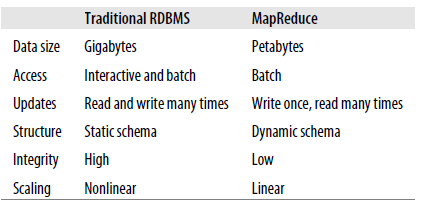 Traditional RDBMS MapReduce
Data size Gigabytes Petabytes
Access Interactive and batch Batch
Updates Read and write many times Write once, read many times
Structure Static schema Dynamic schema
Integrity High Low
Scaling Nonlinear Linear